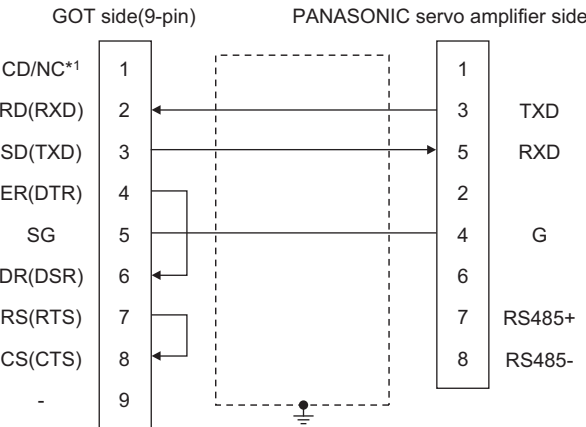 GOT side(9-pin) PANASONIC servo amplifier side
CD/NC*1 1 1
RD(RXD) 2 3 TXD
SD(TXD) 3 5 RXD
ER(DTR) 4 2
SG 5 4 G
DR(DSR) 6 6
RS(RTS) 7 7 RS485+
CS(CTS) 8 8 RS485-
- 9